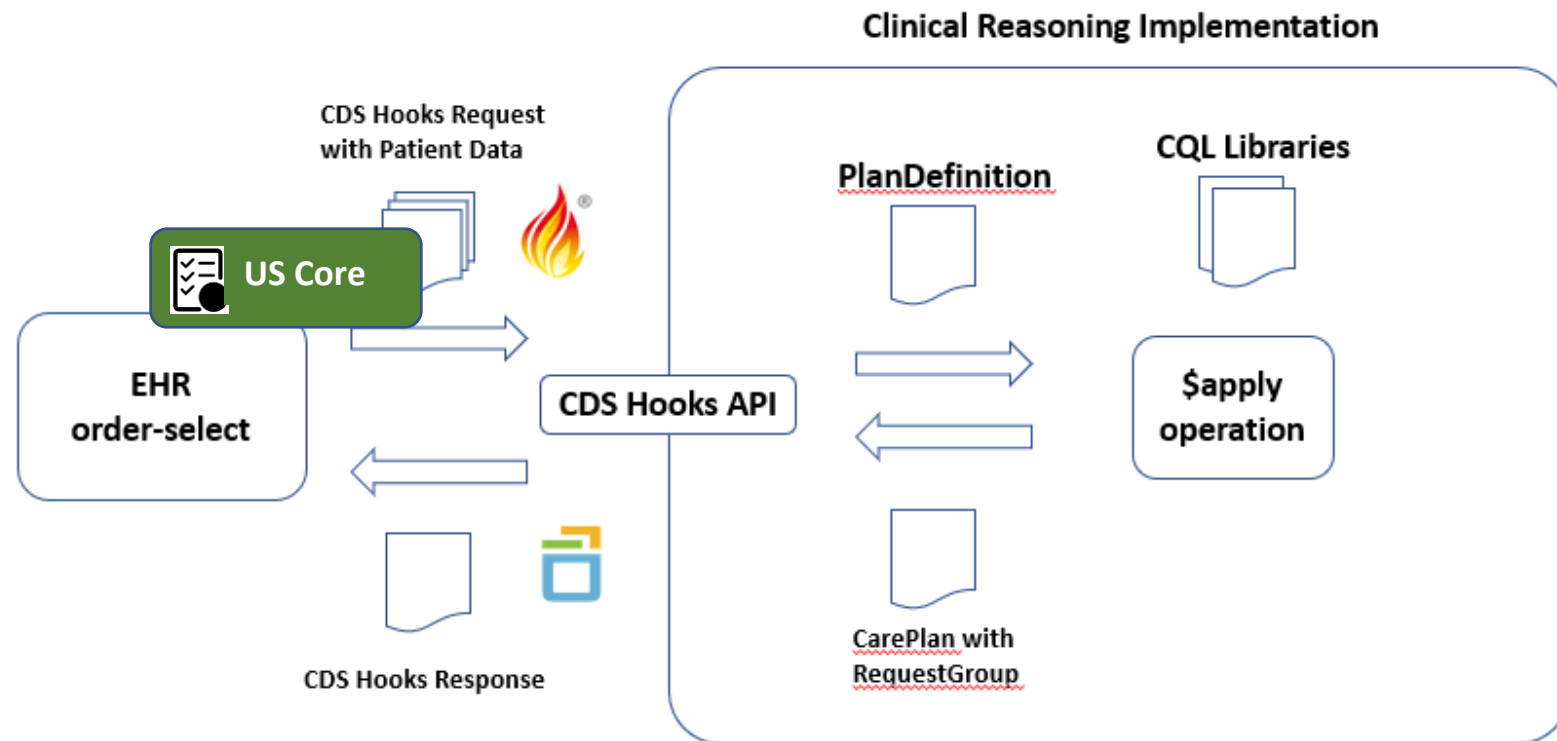 Clinical Reasoning Implementation
CDS Hooks Request
with Patient Data
®
US Core
EHR
order-select
CDS Hooks API
CDS Hooks Response
PlanDefinition
CQL Libraries
$apply
operation
CarePlan with
RequestGroup